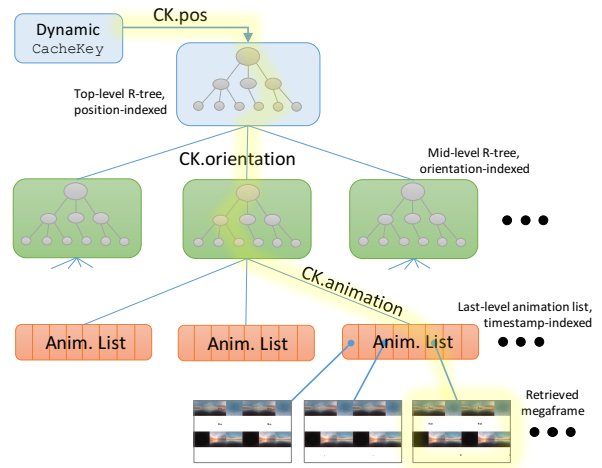 CK.pos
Dynamic
CacheKey
Top-level R-tree,
position-indexed
CK.orientation
Mid-level R-tree,
orientation-indexed
CK.animation
Last-level animation list,
timestamp-indexed
Anim. List
Anim. List
Anim. List
Retrieved
megaframe